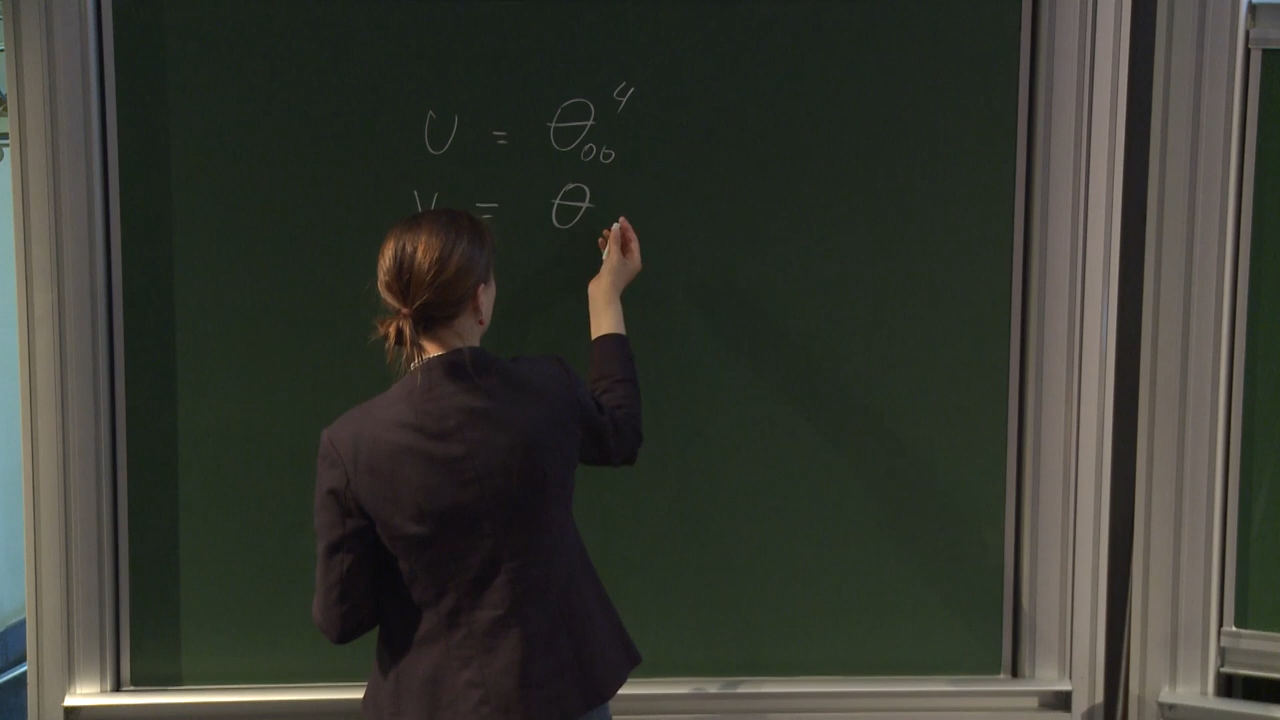 U = θ₀₀⁴
V = θ